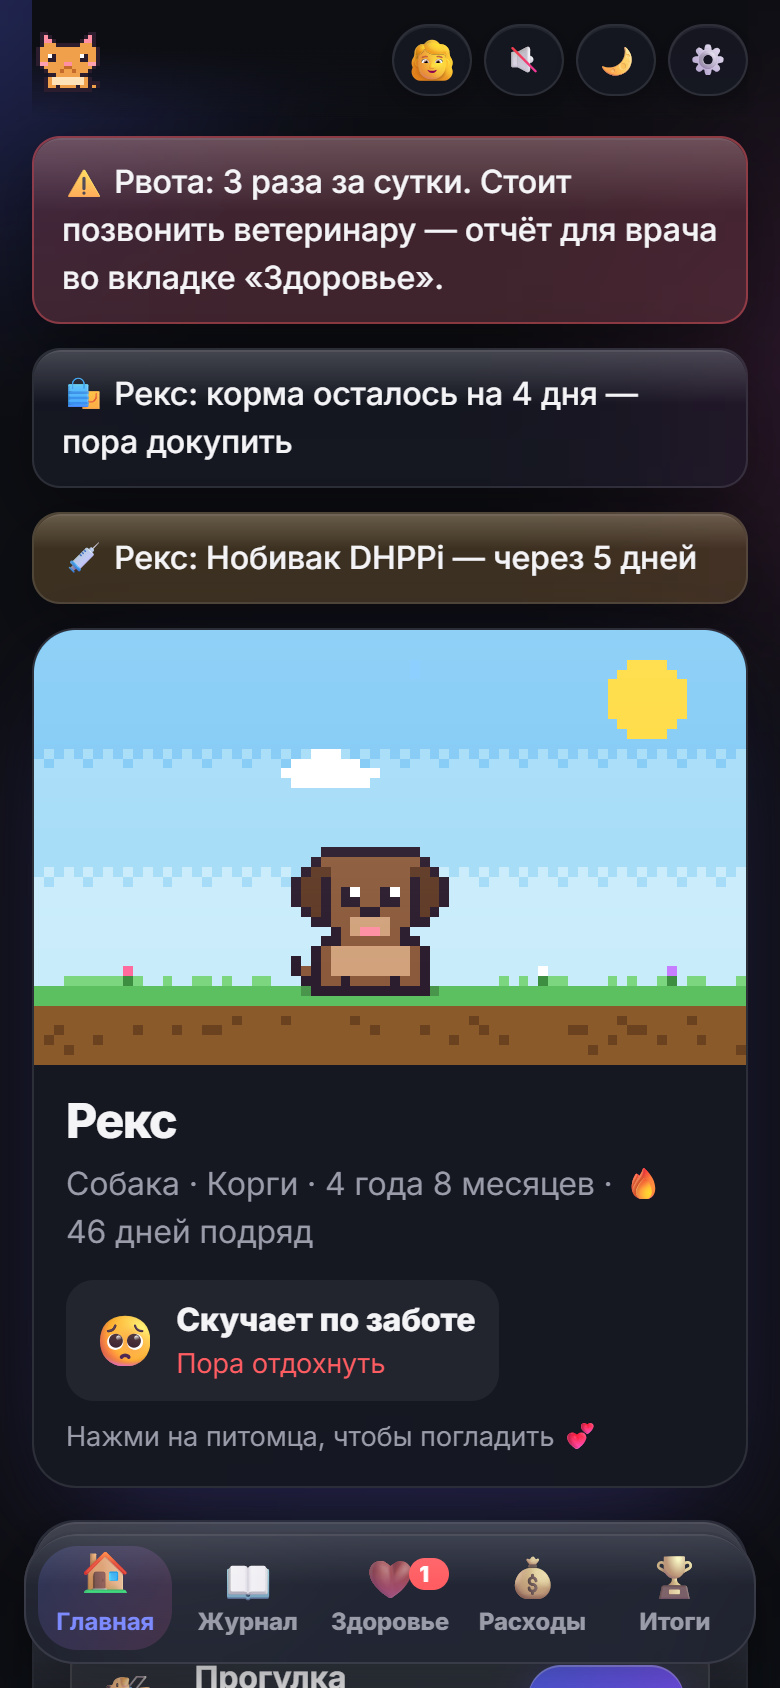 ⚠️ Рвота: 3 раза за сутки. Стоит
позвонить ветеринару — отчёт для врача
во вкладке «Здоровье».
🛍️ Рекс: корма осталось на 4 дня —
пора докупить
💉 Рекс: Нобивак DHPPi — через 5 дней
Рекс
Собака · Корги · 4 года 8 месяцев · 🔥
46 дней подряд
Скучает по заботе
Пора отдохнуть
Нажми на питомца, чтобы погладить 💕
1
Главная Журнал Здоровье Расходы Итоги
Прогулка